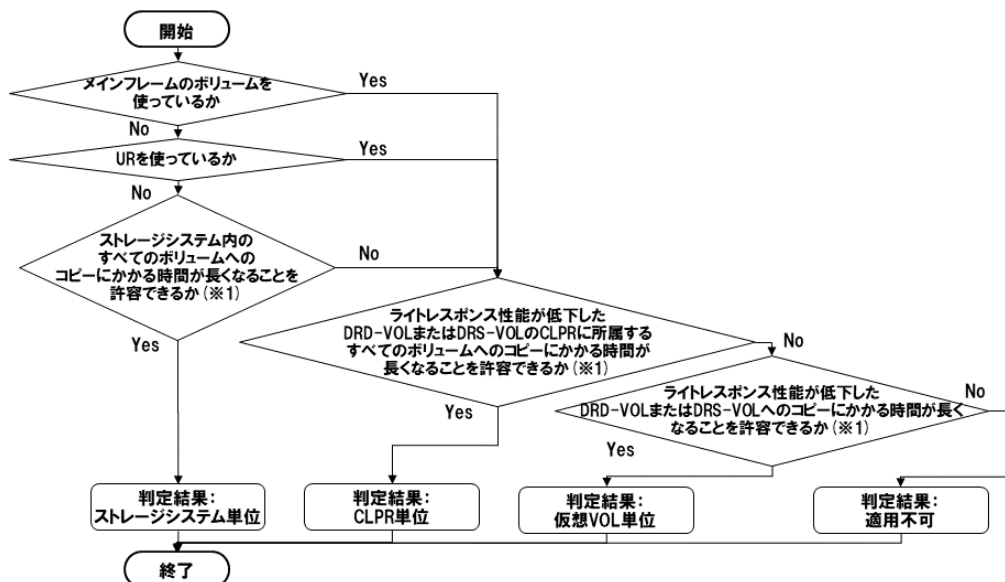 開始
メインフレームのボリュームを
使っているか
Yes
No
URを使っているか
Yes
No
ストレージシステム内の
すべてのボリュームへの
コピーにかかる時間が長くなることを
許容できるか(※1)
No
Yes
ライトレスポンス性能が低下した
DRD-VOLまたはDRS-VOLのCLPRに所属する
すべてのボリュームへのコピーにかかる時間が
長くなることを許容できるか(※1)
No
Yes
ライトレスポンス性能が低下した
DRD-VOLまたはDRS-VOLへのコピーにかかる時間が長く
なることを許容できるか(※1)
No
Yes
判定結果:
ストレージシステム単位
判定結果:
CLPR単位
判定結果:
仮想VOL単位
判定結果:
適用不可
終了